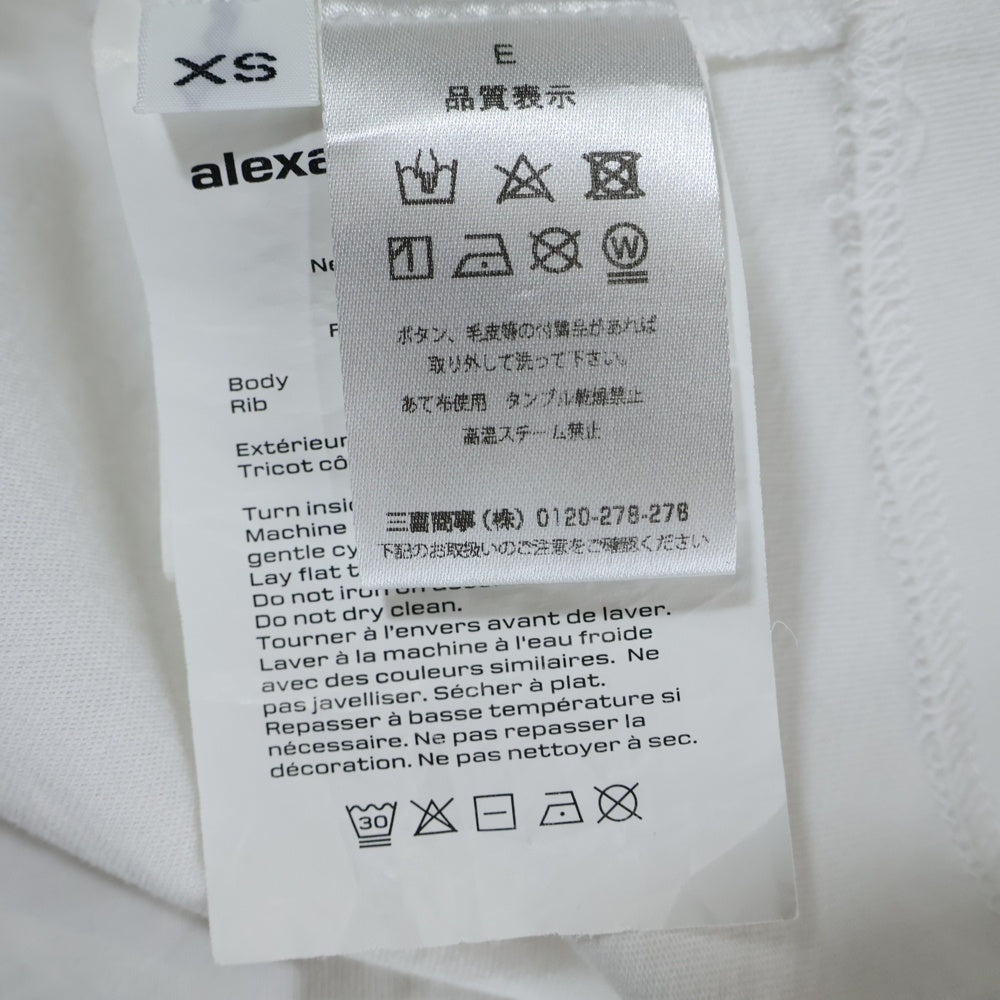 XS
E
品質表示
W
ボタン、毛皮等の付属品があれば
取り外して洗って下さい。
あて布使用 タンブル乾燥禁止
高温スチーム禁止
三喜商事(株) 0120-278-278
下記のお取扱いのご注意をご確認ください
alexa
Body
Rib
Extérieur
Tricot cô
Turn insi
Machine
gentle cy
Lay flat t
Do not iron on
Do not dry clean.
Tourner à l'envers avant de laver.
Laver à la machine à l'eau froide
avec des couleurs similaires. Ne
pas javelliser. Sécher à plat.
Repasser à basse température si
nécessaire. Ne pas repasser la
décoration. Ne pas nettoyer à sec.
30